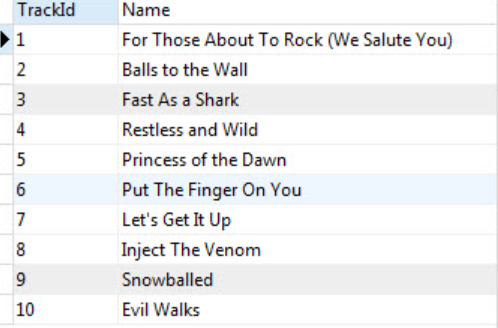 TrackId Name
1 For Those About To Rock (We Salute You)
2 Balls to the Wall
3 Fast As a Shark
4 Restless and Wild
5 Princess of the Dawn
6 Put The Finger On You
7 Let's Get It Up
8 Inject The Venom
9 Snowballed
10 Evil Walks